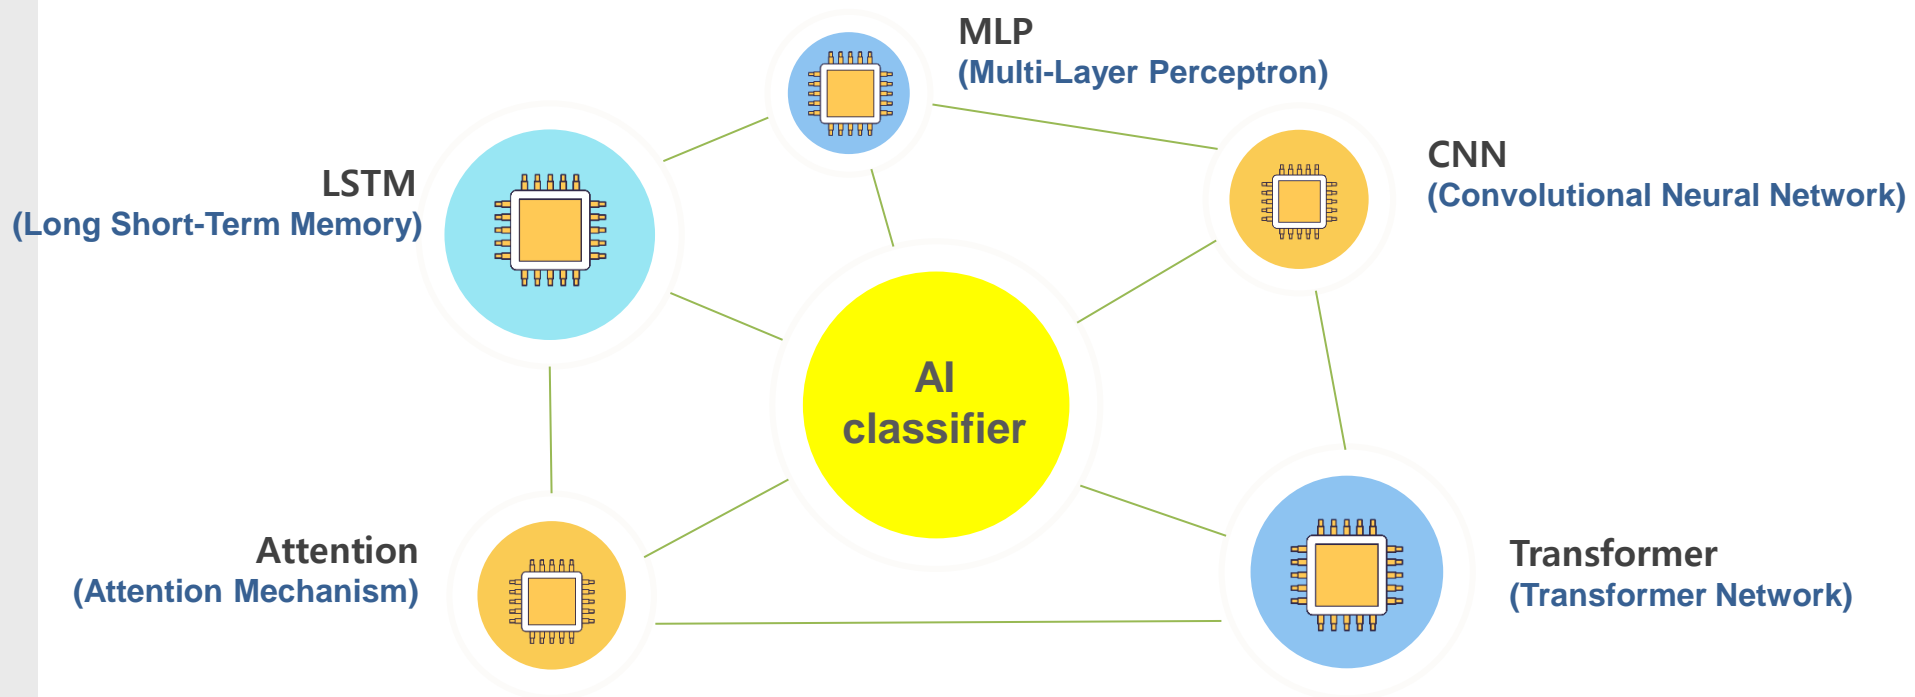 MLP
(Multi-Layer Perceptron)
CNN
(Convolutional Neural Network)
LSTM
(Long Short-Term Memory)
AI
classifier
Attention
(Attention Mechanism)
Transformer
(Transformer Network)